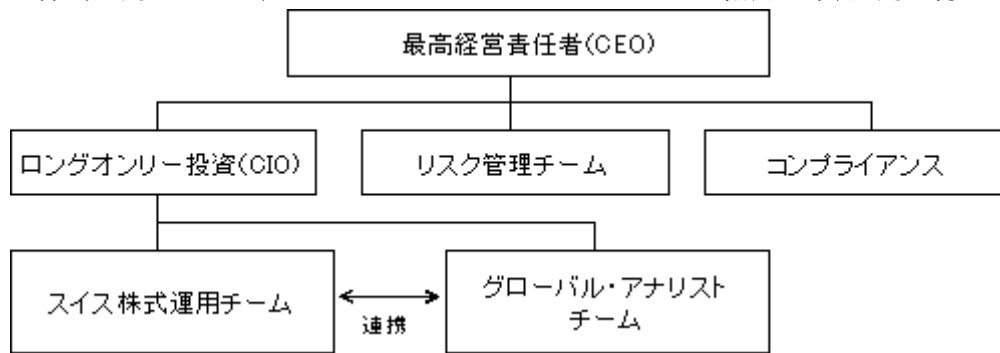 最高経営責任者(CEO)
ロングオンリー投資(CIO)
リスク管理チーム
コンプライアンス
スイス株式運用チーム
連携
グローバル・アナリスト
チーム